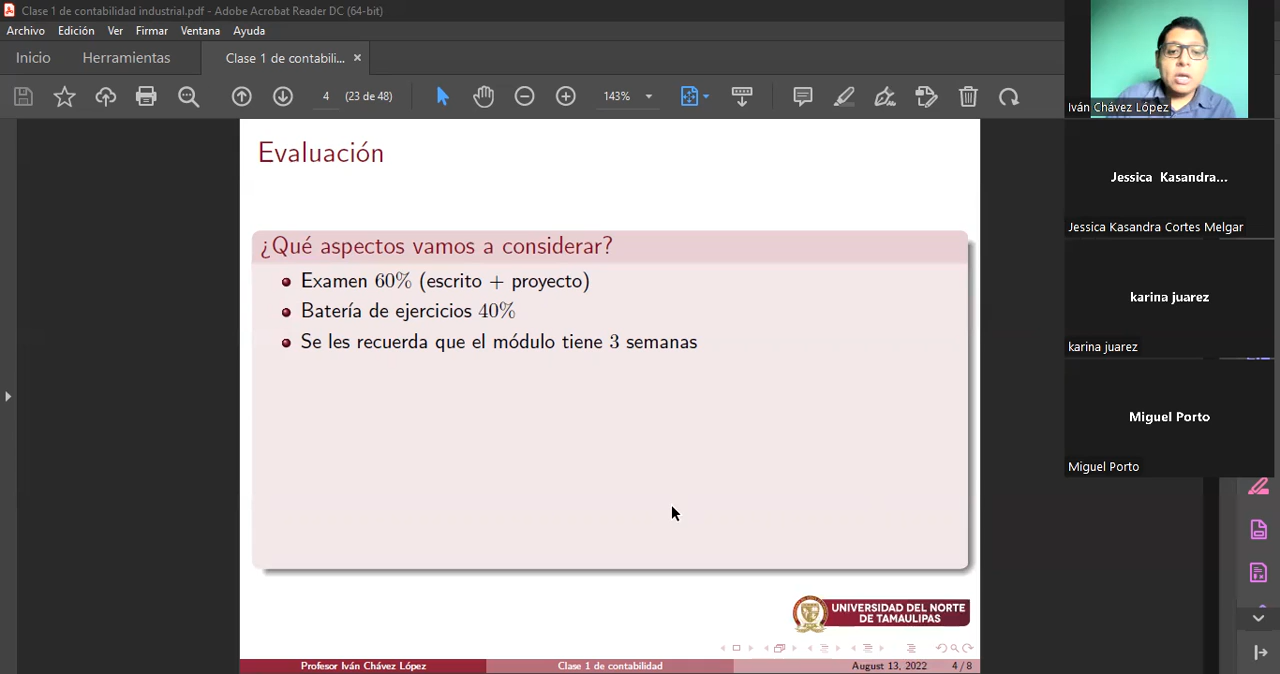 Clase 1 de contabilidad industrial.pdf - Adobe Acrobat Reader DC (64-bit)
Archivo Edición Ver Firmar Ventana Ayuda
Inicio Herramientas Clase 1 de contabili... ×
4 (23 de 48) 143%
Evaluación
¿Qué aspectos vamos a considerar?
Examen 60% (escrito + proyecto)
Batería de ejercicios 40%
Se les recuerda que el módulo tiene 3 semanas
UNIVERSIDAD DEL NORTE
DE TAMAULIPAS
Profesor Iván Chávez López Clase 1 de contabilidad August 13, 2022 4 / 8
Iván Chávez López
Jessica Kasandra...
Jessica Kasandra Cortes Melgar
karina juarez
karina juarez
Miguel Porto
Miguel Porto